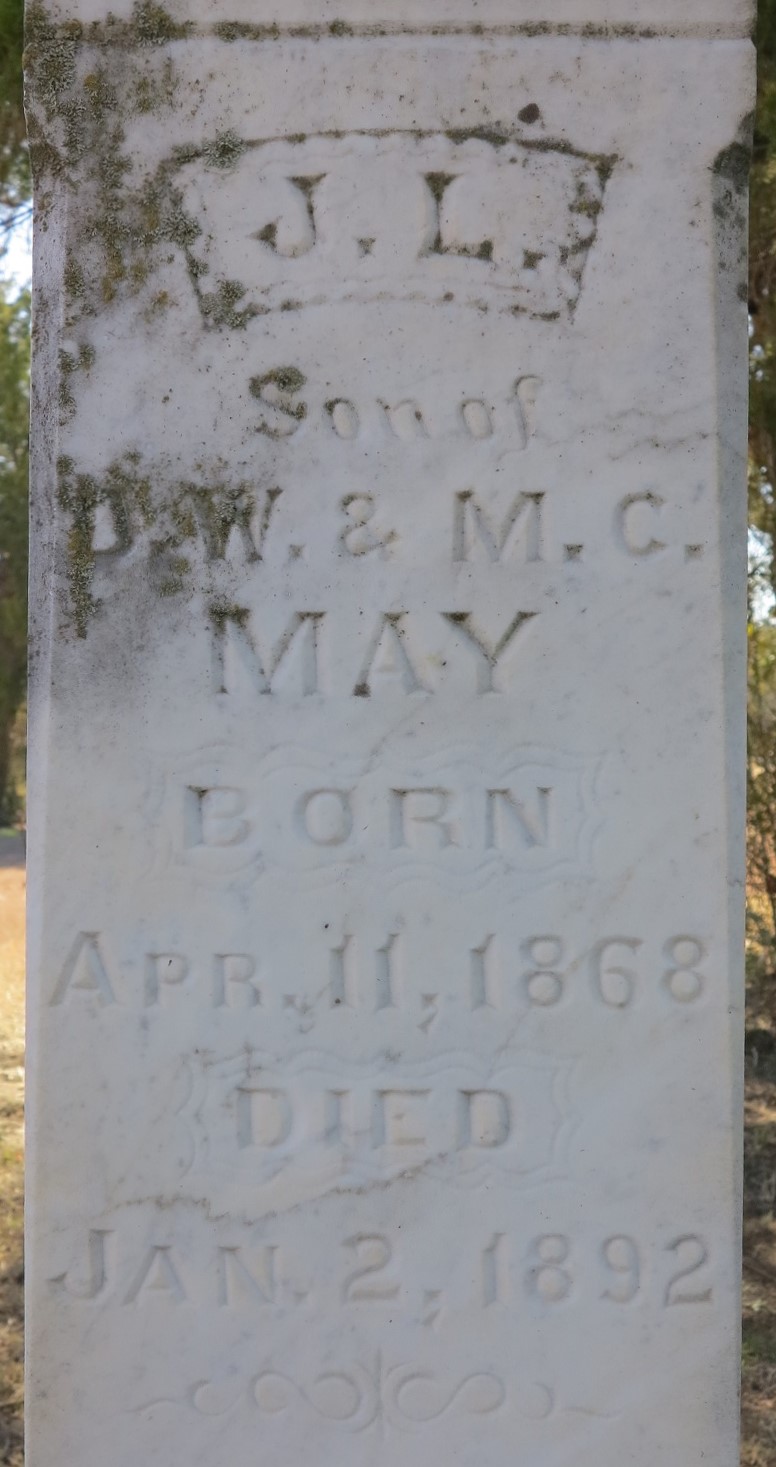 J. L.
Son of
D. W. & M. C.
MAY
BORN
APR. 11, 1868
DIED
JAN. 2, 1892